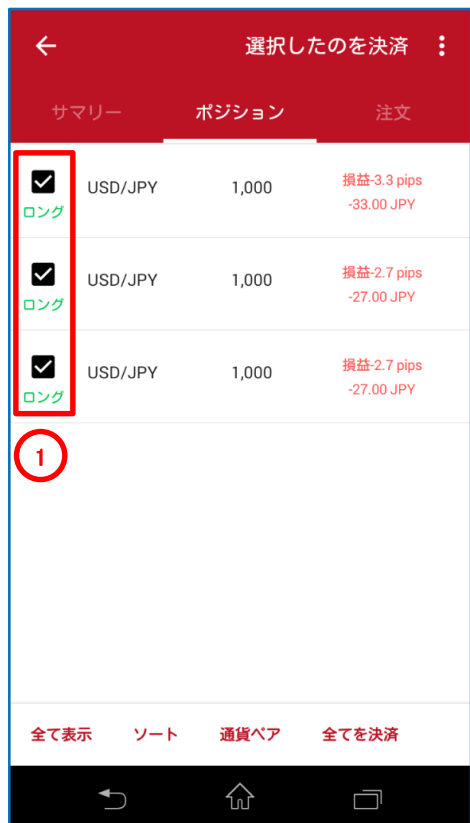 選択したのを決済
サマリー ポジション 注文
USD/JPY 1,000 損益-3.3 pips
ロング -33.00 JPY
USD/JPY 1,000 損益-2.7 pips
ロング -27.00 JPY
USD/JPY 1,000 損益-2.7 pips
ロング -27.00 JPY
1
全て表示 ソート 通貨ペア 全てを決済